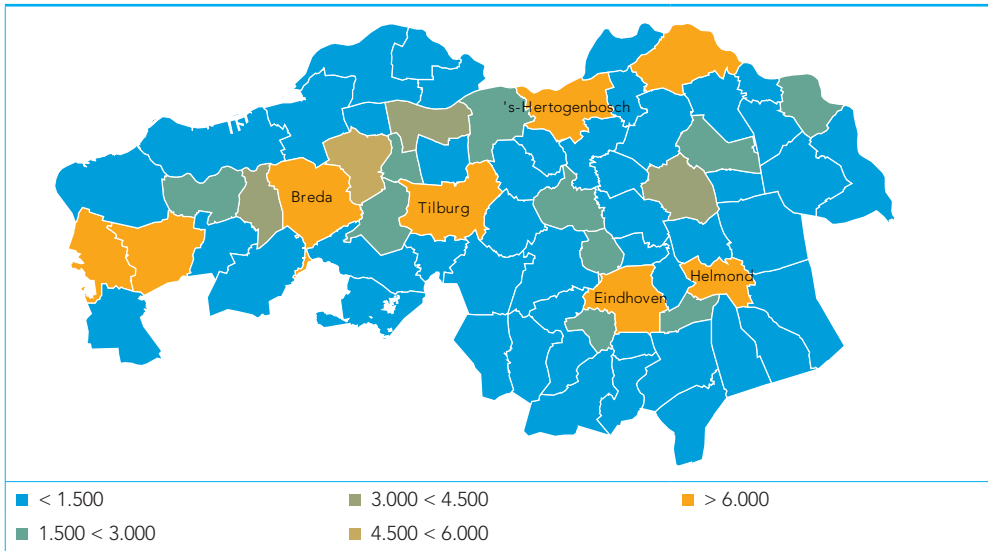 's-Hertogenbosch
Breda
Tilburg
Helmond
Eindhoven
< 1.500
3.000 < 4.500
> 6.000
1.500 < 3.000
4.500 < 6.000